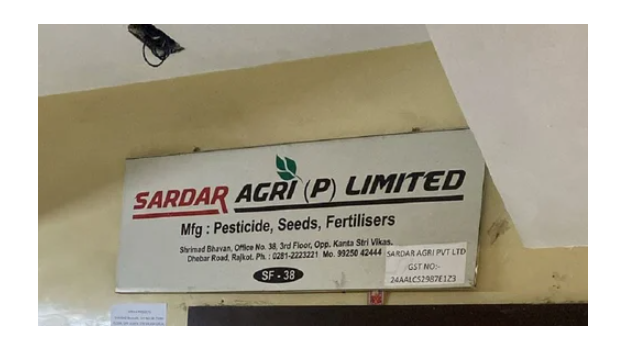 SARDAR AGRI (P) LIMITED
Mfg : Pesticide, Seeds, Fertilisers
Shrimad Bhavan, Office No. 38, 3rd Floor, Opp. Kanta Stri Vikas,
Dhebar Road, Rajkot. Ph. : 0281-2223221 Mo. 99250 42444
SF - 38
SARDAR AGRI PVT LTD
GST NO:-
24AALCS2987E1Z3